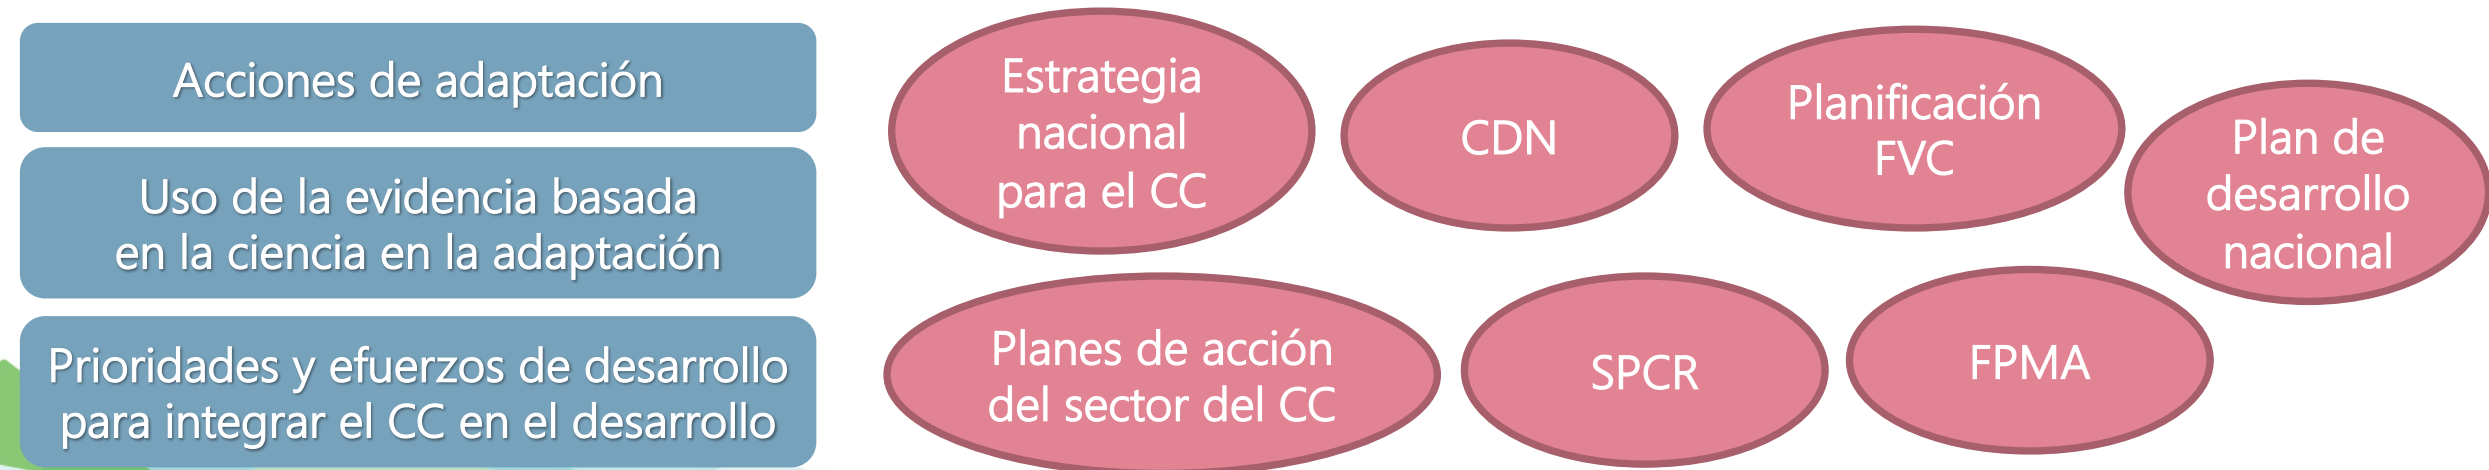 Acciones de adaptación
Uso de la evidencia basada
en la ciencia en la adaptación
Prioridades y efuerzos de desarrollo
para integrar el CC en el desarrollo
Estrategia
nacional
para el CC
CDN
Planificación
FVC
Plan de
desarrollo
nacional
Planes de acción
del sector del CC
SPCR
FPMA